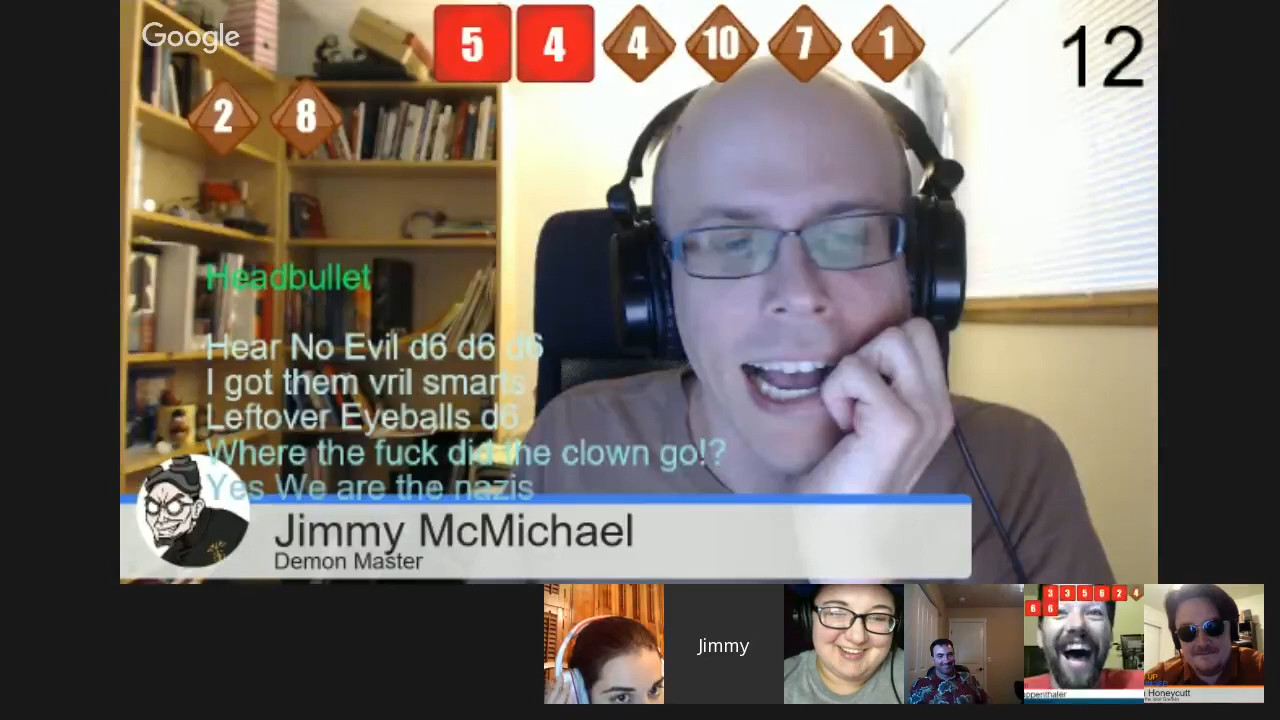 Google
5 4 4 10 7 1
12
2 8
Headbullet
Hear No Evil d6 d6 d6
I got them vril smarts
Leftover Eyeballs d6
Where the fuck did the clown go!?
Yes We are the nazis
Jimmy McMichael
Demon Master
Jimmy
3 3 5 6 2 4
6 6
UP
Honeycutt